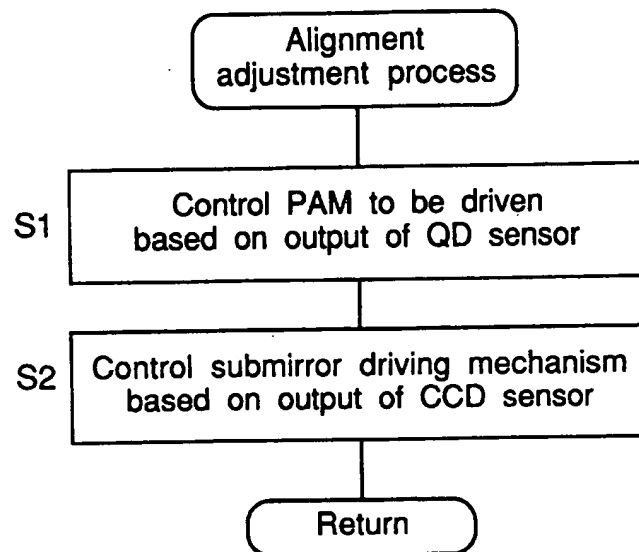 Alignment
adjustment process
S1
Control PAM to be driven
based on output of QD sensor
S2
Control submirror driving mechanism
based on output of CCD sensor
Return